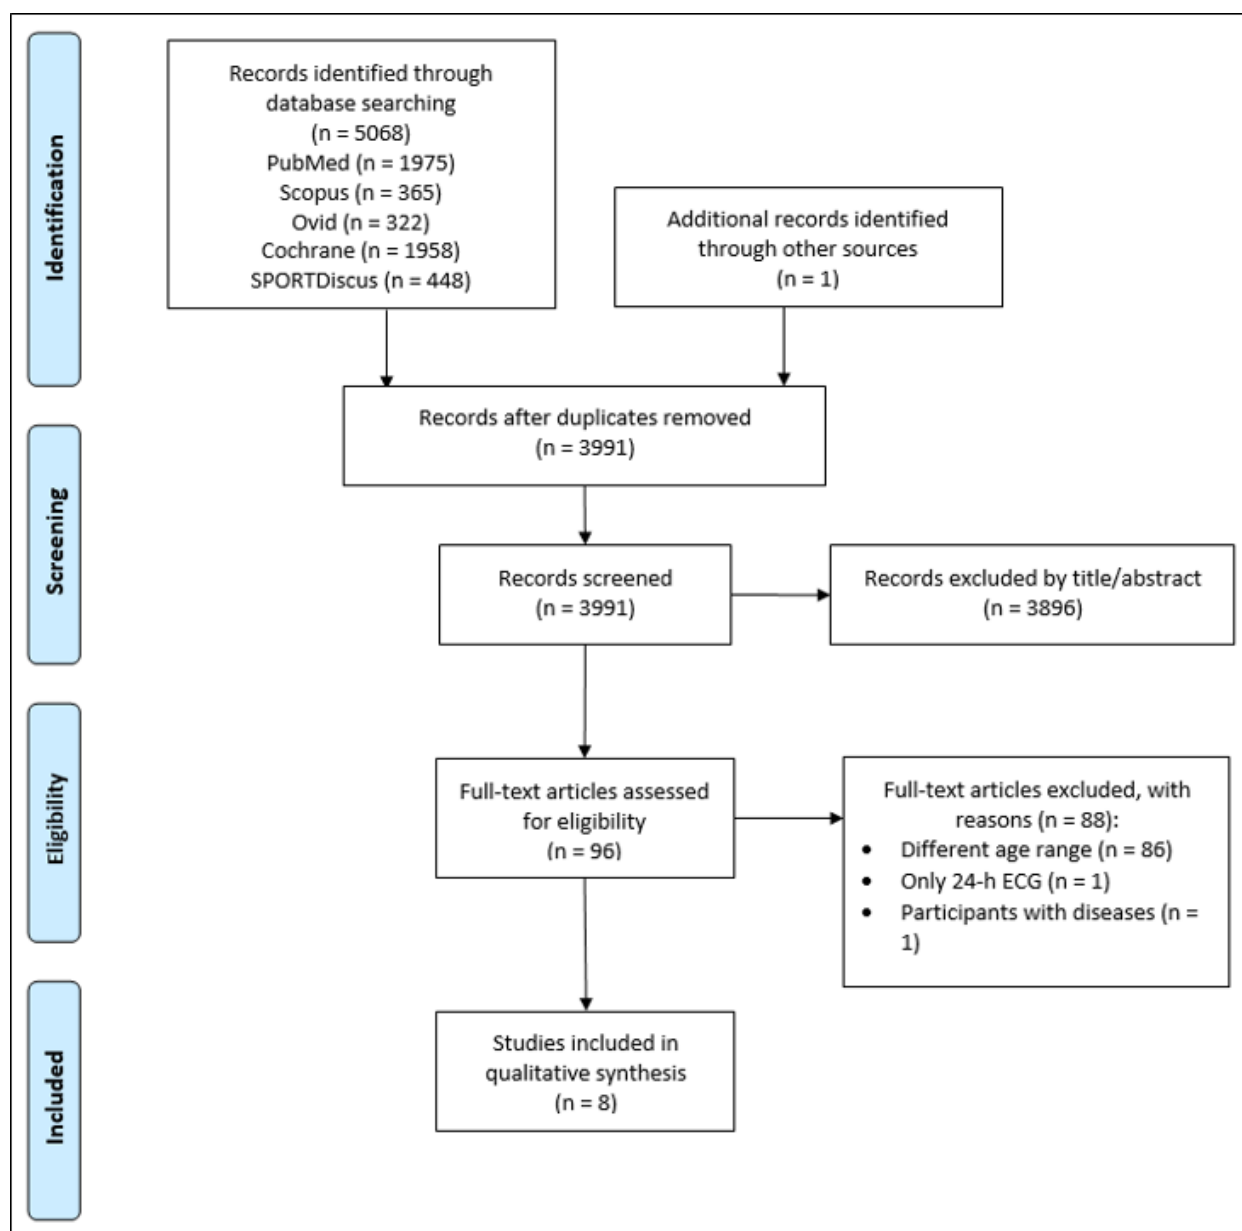 Identification
Records identified through
database searching
(n = 5068)
PubMed (n = 1975)
Scopus (n = 365)
Ovid (n = 322)
Cochrane (n = 1958)
SPORTDiscus (n = 448)
Additional records identified
through other sources
(n = 1)
Records after duplicates removed
(n = 3991)
Screening
Records screened
(n = 3991)
Records excluded by title/abstract
(n = 3896)
Eligibility
Full-text articles assessed
for eligibility
(n = 96)
Full-text articles excluded, with
reasons (n = 88):
• Different age range (n = 86)
• Only 24-h ECG (n = 1)
• Participants with diseases (n =
1)
Included
Studies included in
qualitative synthesis
(n = 8)